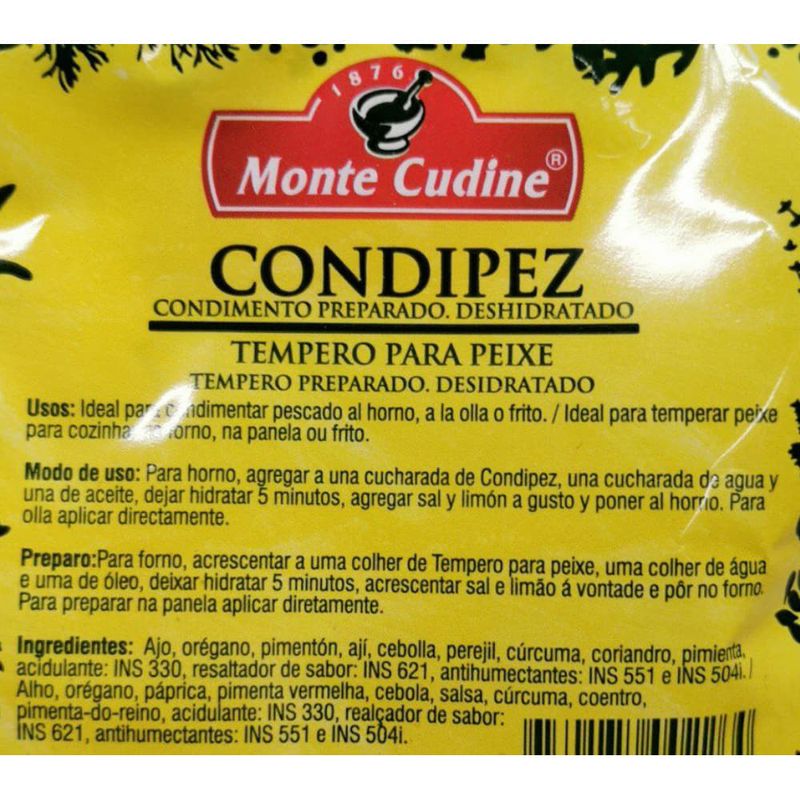 1876
Monte Cudine®
CONDIPEZ
CONDIMENTO PREPARADO. DESHIDRATADO
TEMPERO PARA PEIXE
TEMPERO PREPARADO. DESIDRATADO
Usos: Ideal para condimentar pescado al horno, a la olla o frito. / Ideal para temperar peixe
para cozinhar forno, na panela ou frito.
Modo de uso: Para horno, agregar a una cucharada de Condipez, una cucharada de agua y
una de aceite, dejar hidratar 5 minutos, agregar sal y limón a gusto y poner al horno. Para
olla aplicar directamente.
Preparo:Para forno, acrescentar a uma colher de Tempero para peixe, uma colher de água
e uma de óleo, deixar hidratar 5 minutos, acrescentar sal e limão á vontade e pôr no forno.
Para preparar na panela aplicar diretamente.
Ingredientes: Ajo, orégano, pimentón, ají, cebolla, perejil, cúrcuma, coriandro, pimienta,
acidulante: INS 330, resaltador de sabor: INS 621, antihumectantes: INS 551 e INS 504i. /
Alho, orégano, páprica, pimenta vermelha, cebola, salsa, cúrcuma, coentro,
pimenta-do-reino, acidulante: INS 330, realçador de sabor:
INS 621, antihumectantes: INS 551 e INS 504i.